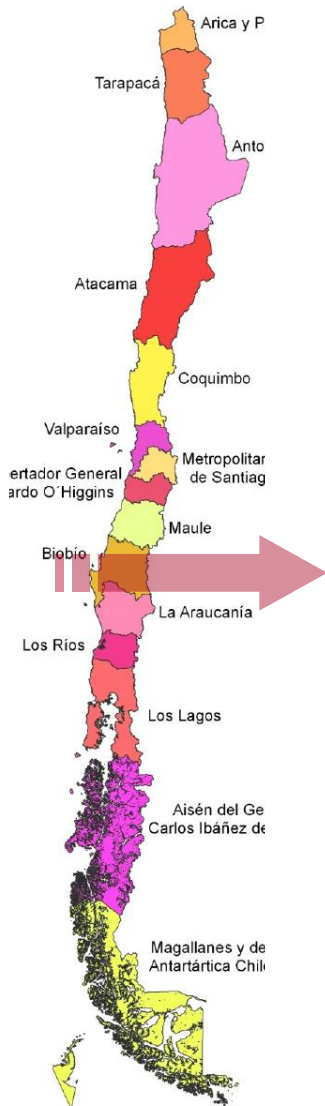 Arica y P
Tarapacá
Anto
Atacama
Coquimbo
Valparaíso
Metropolitan
de Santiag
ertador General
ardo O´Higgins
Maule
Biobío
La Araucanía
Los Ríos
Los Lagos
Aisén del Ge
Carlos Ibáñez de
Magallanes y de
Antartártica Chile